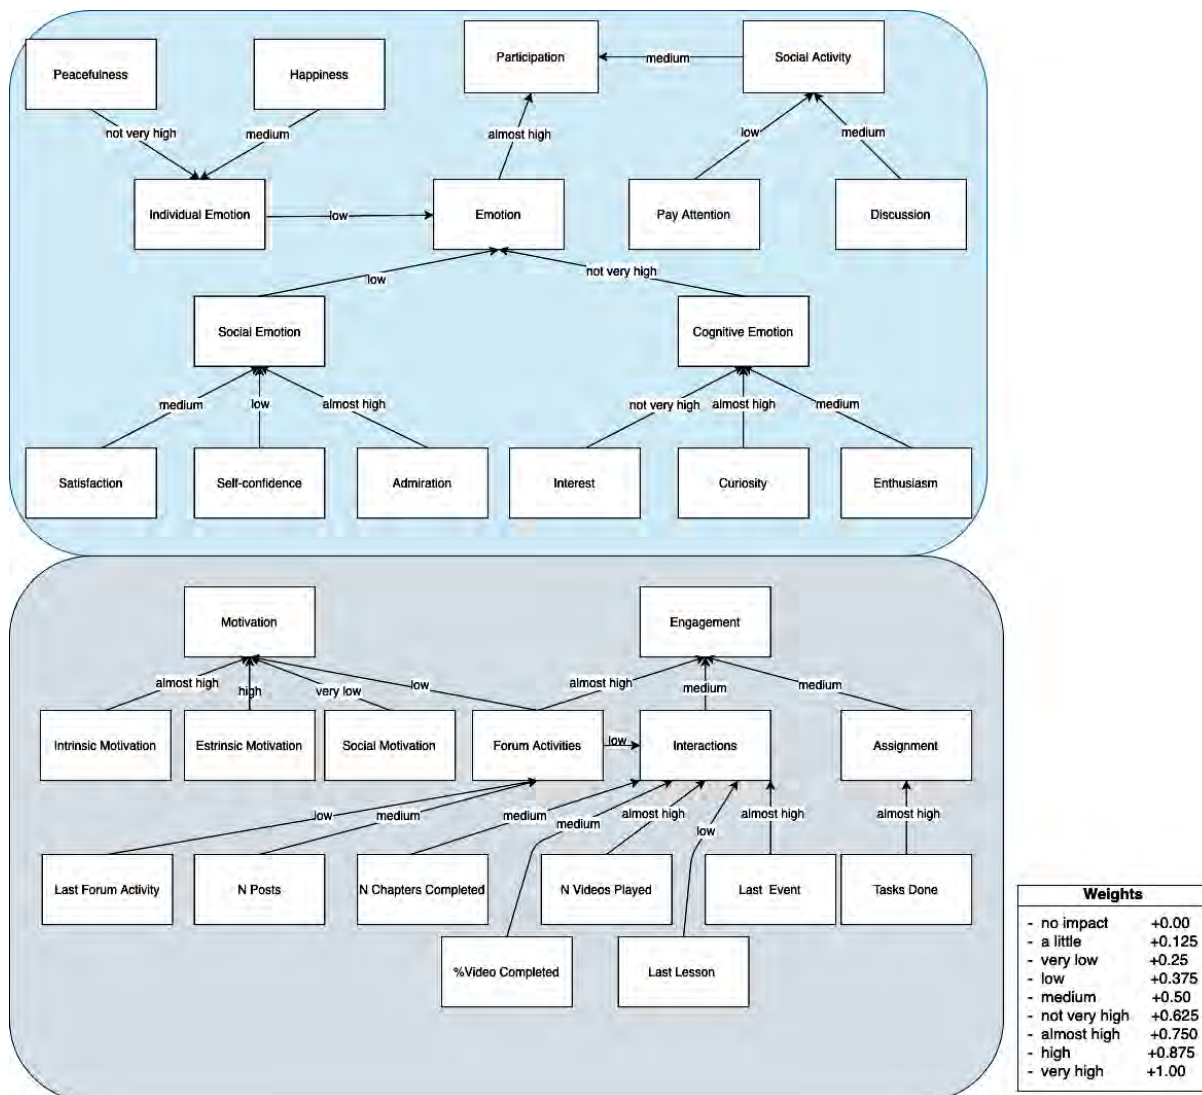 Peacefulness
Happiness
Participation
medium
Social Activity
not very high
medium
almost high
low
medium
Individual Emotion
low
Emotion
Pay Attention
Discussion
low
not very high
Social Emotion
Cognitive Emotion
medium
low
almost high
not very high
almost high
medium
Satisfaction
Self-confidence
Admiration
Interest
Curiosity
Enthusiasm
Motivation
Engagement
almost high
high
very low
low
almost high
medium
medium
Intrinsic Motivation
Estrinsic Motivation
Social Motivation
Forum Activities
low
Interactions
Assignment
low
medium
medium
medium
almost high
low
almost high
almost high
Last Forum Activity
N Posts
N Chapters Completed
N Videos Played
Last Event
Tasks Done
%Video Completed
Last Lesson
Weights
- no impact +0.00
- a little +0.125
- very low +0.25
- low +0.375
- medium +0.50
- not very high +0.625
- almost high +0.750
- high +0.875
- very high +1.00